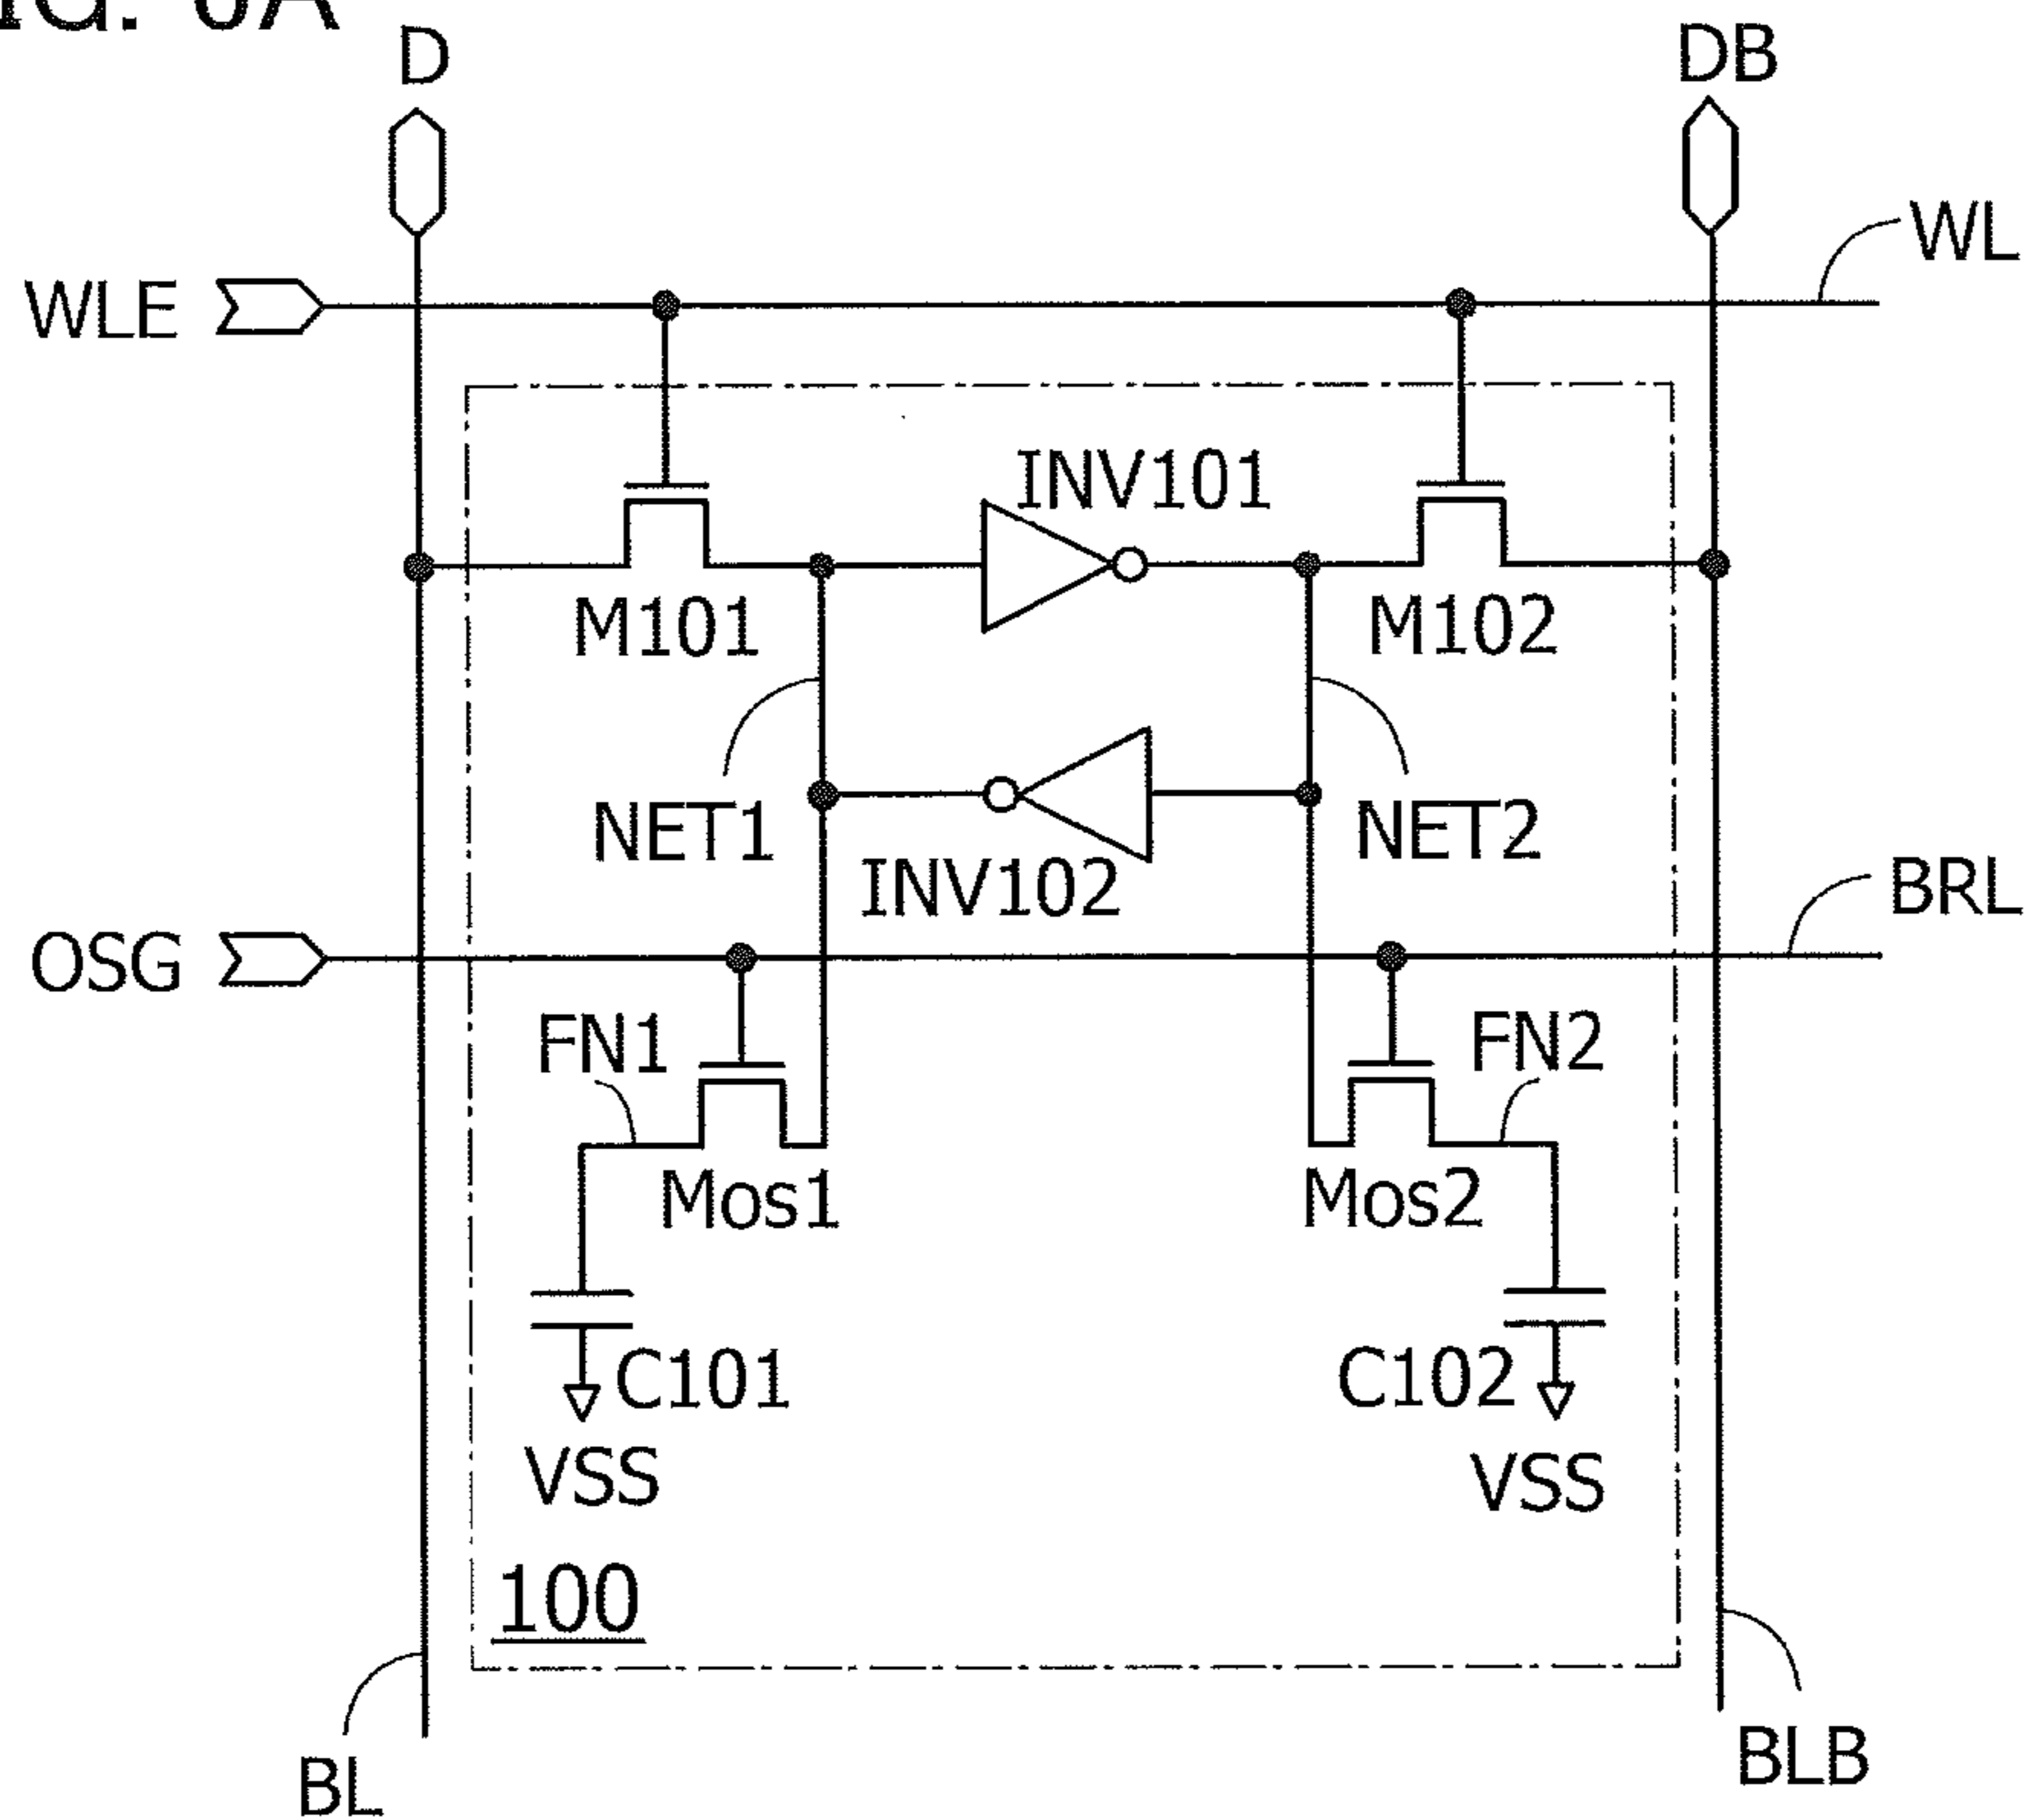 D
DB
WL
WLE
INV101
M101
M102
NET1
NET2
INV102
BRL
OSG
FN1
FN2
Mos1
Mos2
C101
C102
VSS
VSS
100
BL
BLB